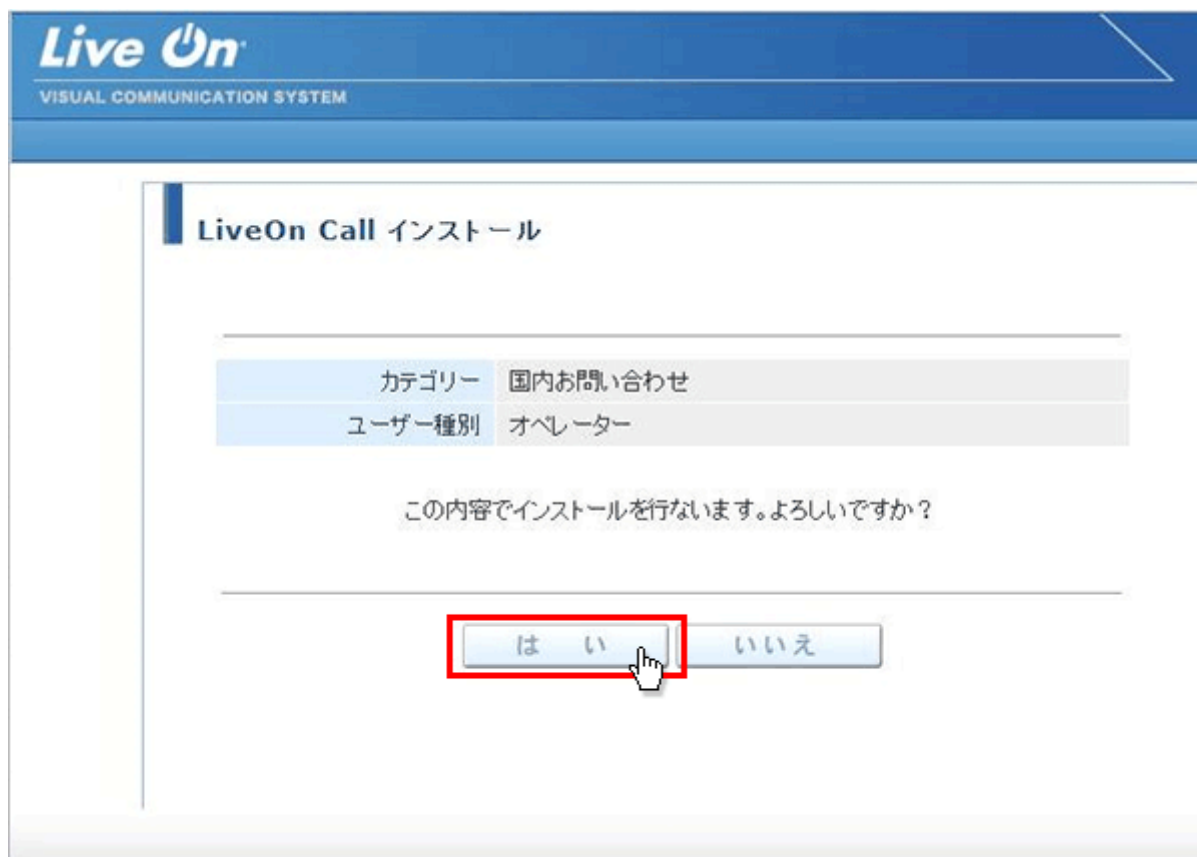 Live On
VISUAL COMMUNICATION SYSTEM
LiveOn Call インストール
カテゴリー 国内お問い合わせ
ユーザー種別 オペレーター
この内容でインストールを行ないます。よろしいですか？
は い いいえ